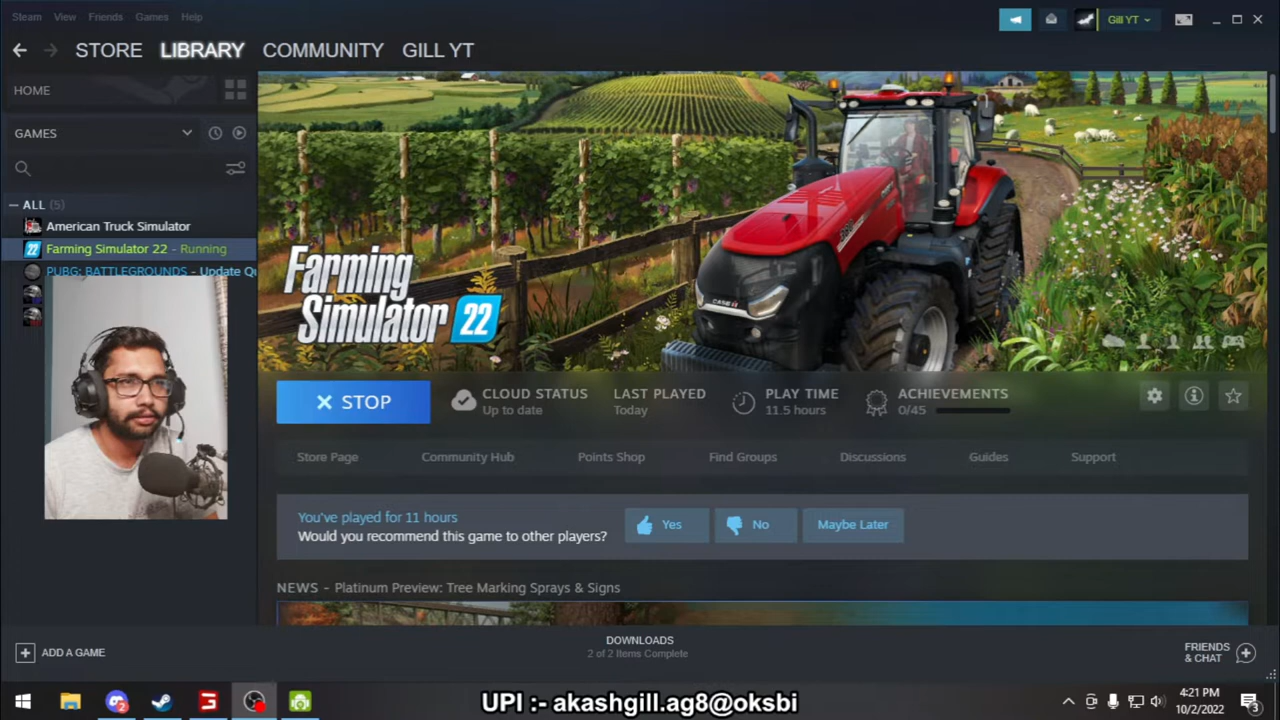 Steam View Friends Games Help
Gill YT
STORE LIBRARY COMMUNITY GILL YT
HOME
GAMES
ALL (5)
American Truck Simulator
22 Farming Simulator 22 - Running
PUBG: BATTLEGROUNDS - Update Qu
Farming
Simulator 22
CASE IH
STOP
CLOUD STATUS
Up to date
LAST PLAYED
Today
PLAY TIME
11.5 hours
ACHIEVEMENTS
0/45
Store Page Community Hub Points Shop Find Groups Discussions Guides Support
You've played for 11 hours
Would you recommend this game to other players?
Yes No Maybe Later
NEWS - Platinum Preview: Tree Marking Sprays & Signs
ADD A GAME
DOWNLOADS
2 of 2 Items Complete
FRIENDS
& CHAT
2
UPI :- akashgill.ag8@oksbi
4:21 PM
10/2/2022
3